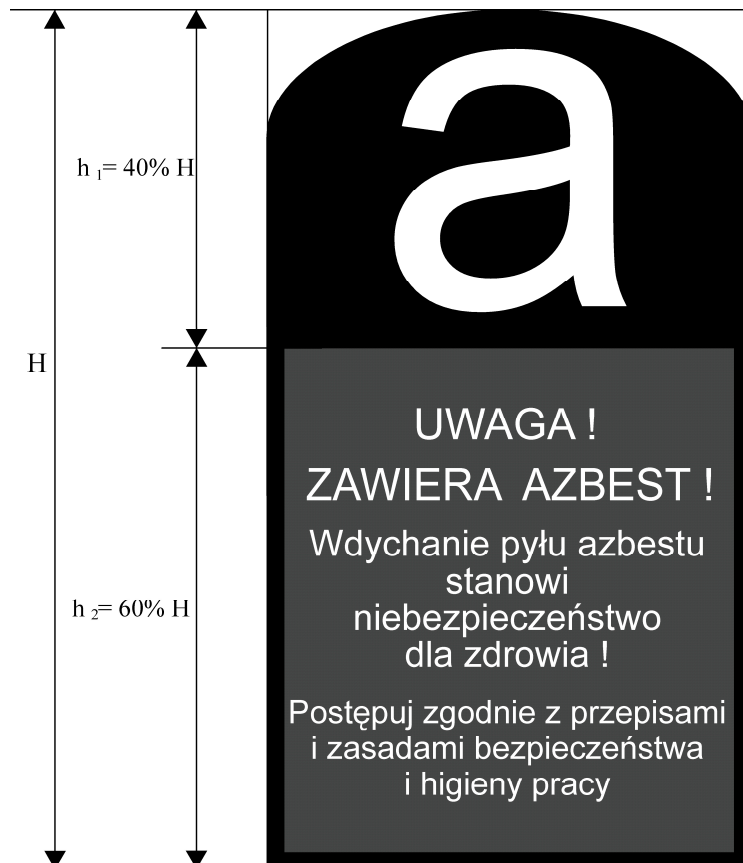 a
h 1= 40% H
H
UWAGA !
ZAWIERA AZBEST !
Wdychanie pyłu azbestu
stanowi
niebezpieczeństwo
dla zdrowia !
h 2= 60% H
Postępuj zgodnie z przepisami
i zasadami bezpieczeństwa
i higieny pracy